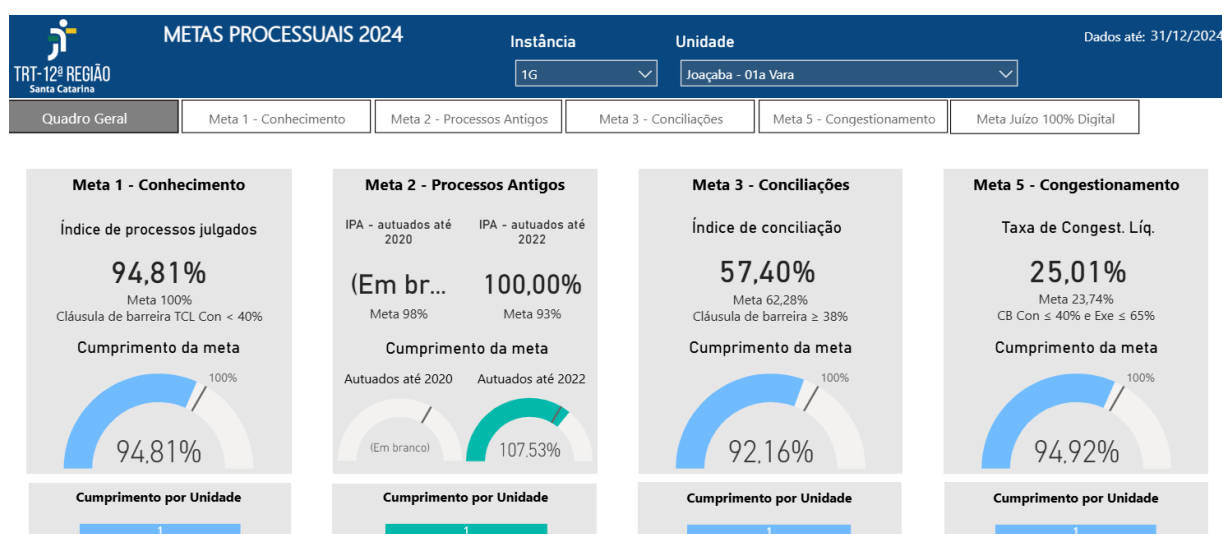 METAS PROCESSUAIS 2024
Instância
Unidade
Dados até: 31/12/2024
TRT-12ª REGIÃO
Santa Catarina
1G
Joaçaba - 01a Vara
Quadro Geral
Meta 1 - Conhecimento
Meta 2 - Processos Antigos
Meta 3 - Conciliações
Meta 5 - Congestionamento
Meta Juízo 100% Digital
Meta 1 - Conhecimento
Índice de processos julgados
94,81%
Meta 100%
Cláusula de barreira TCL Con < 40%
Cumprimento da meta
100%
94,81%
Cumprimento por Unidade
1
Meta 2 - Processos Antigos
IPA - autuados até
2020
IPA - autuados até
2022
(Em br...
100,00%
Meta 98%
Meta 93%
Cumprimento da meta
Autuados até 2020
Autuados até 2022
(Em branco)
107,53%
Cumprimento por Unidade
1
Meta 3 - Conciliações
Índice de conciliação
57,40%
Meta 62,28%
Cláusula de barreira ≥ 38%
Cumprimento da meta
100%
92,16%
Cumprimento por Unidade
1
Meta 5 - Congestionamento
Taxa de Congest. Líq.
25,01%
Meta 23,74%
CB Con ≤ 40% e Exe ≤ 65%
Cumprimento da meta
100%
94,92%
Cumprimento por Unidade
1